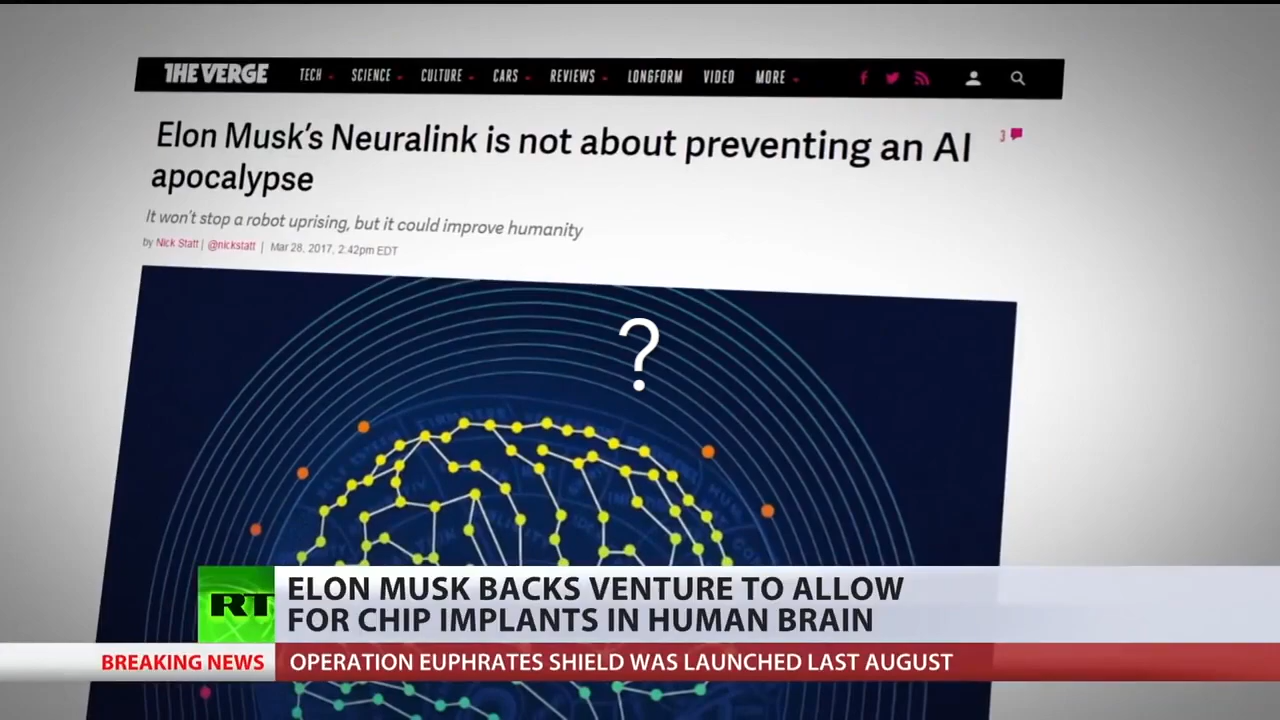 THE VERGE TECH SCIENCE CULTURE CARS REVIEWS LONGFORM VIDEO MORE
Elon Musk's Neuralink is not about preventing an AI
3
apocalypse
It won't stop a robot uprising, but it could improve humanity
by Nick Statt | @nickstatt | Mar 28, 2017, 2:42pm EDT
?
RT
ELON MUSK BACKS VENTURE TO ALLOW
FOR CHIP IMPLANTS IN HUMAN BRAIN
BREAKING NEWS
OPERATION EUPHRATES SHIELD WAS LAUNCHED LAST AUGUST